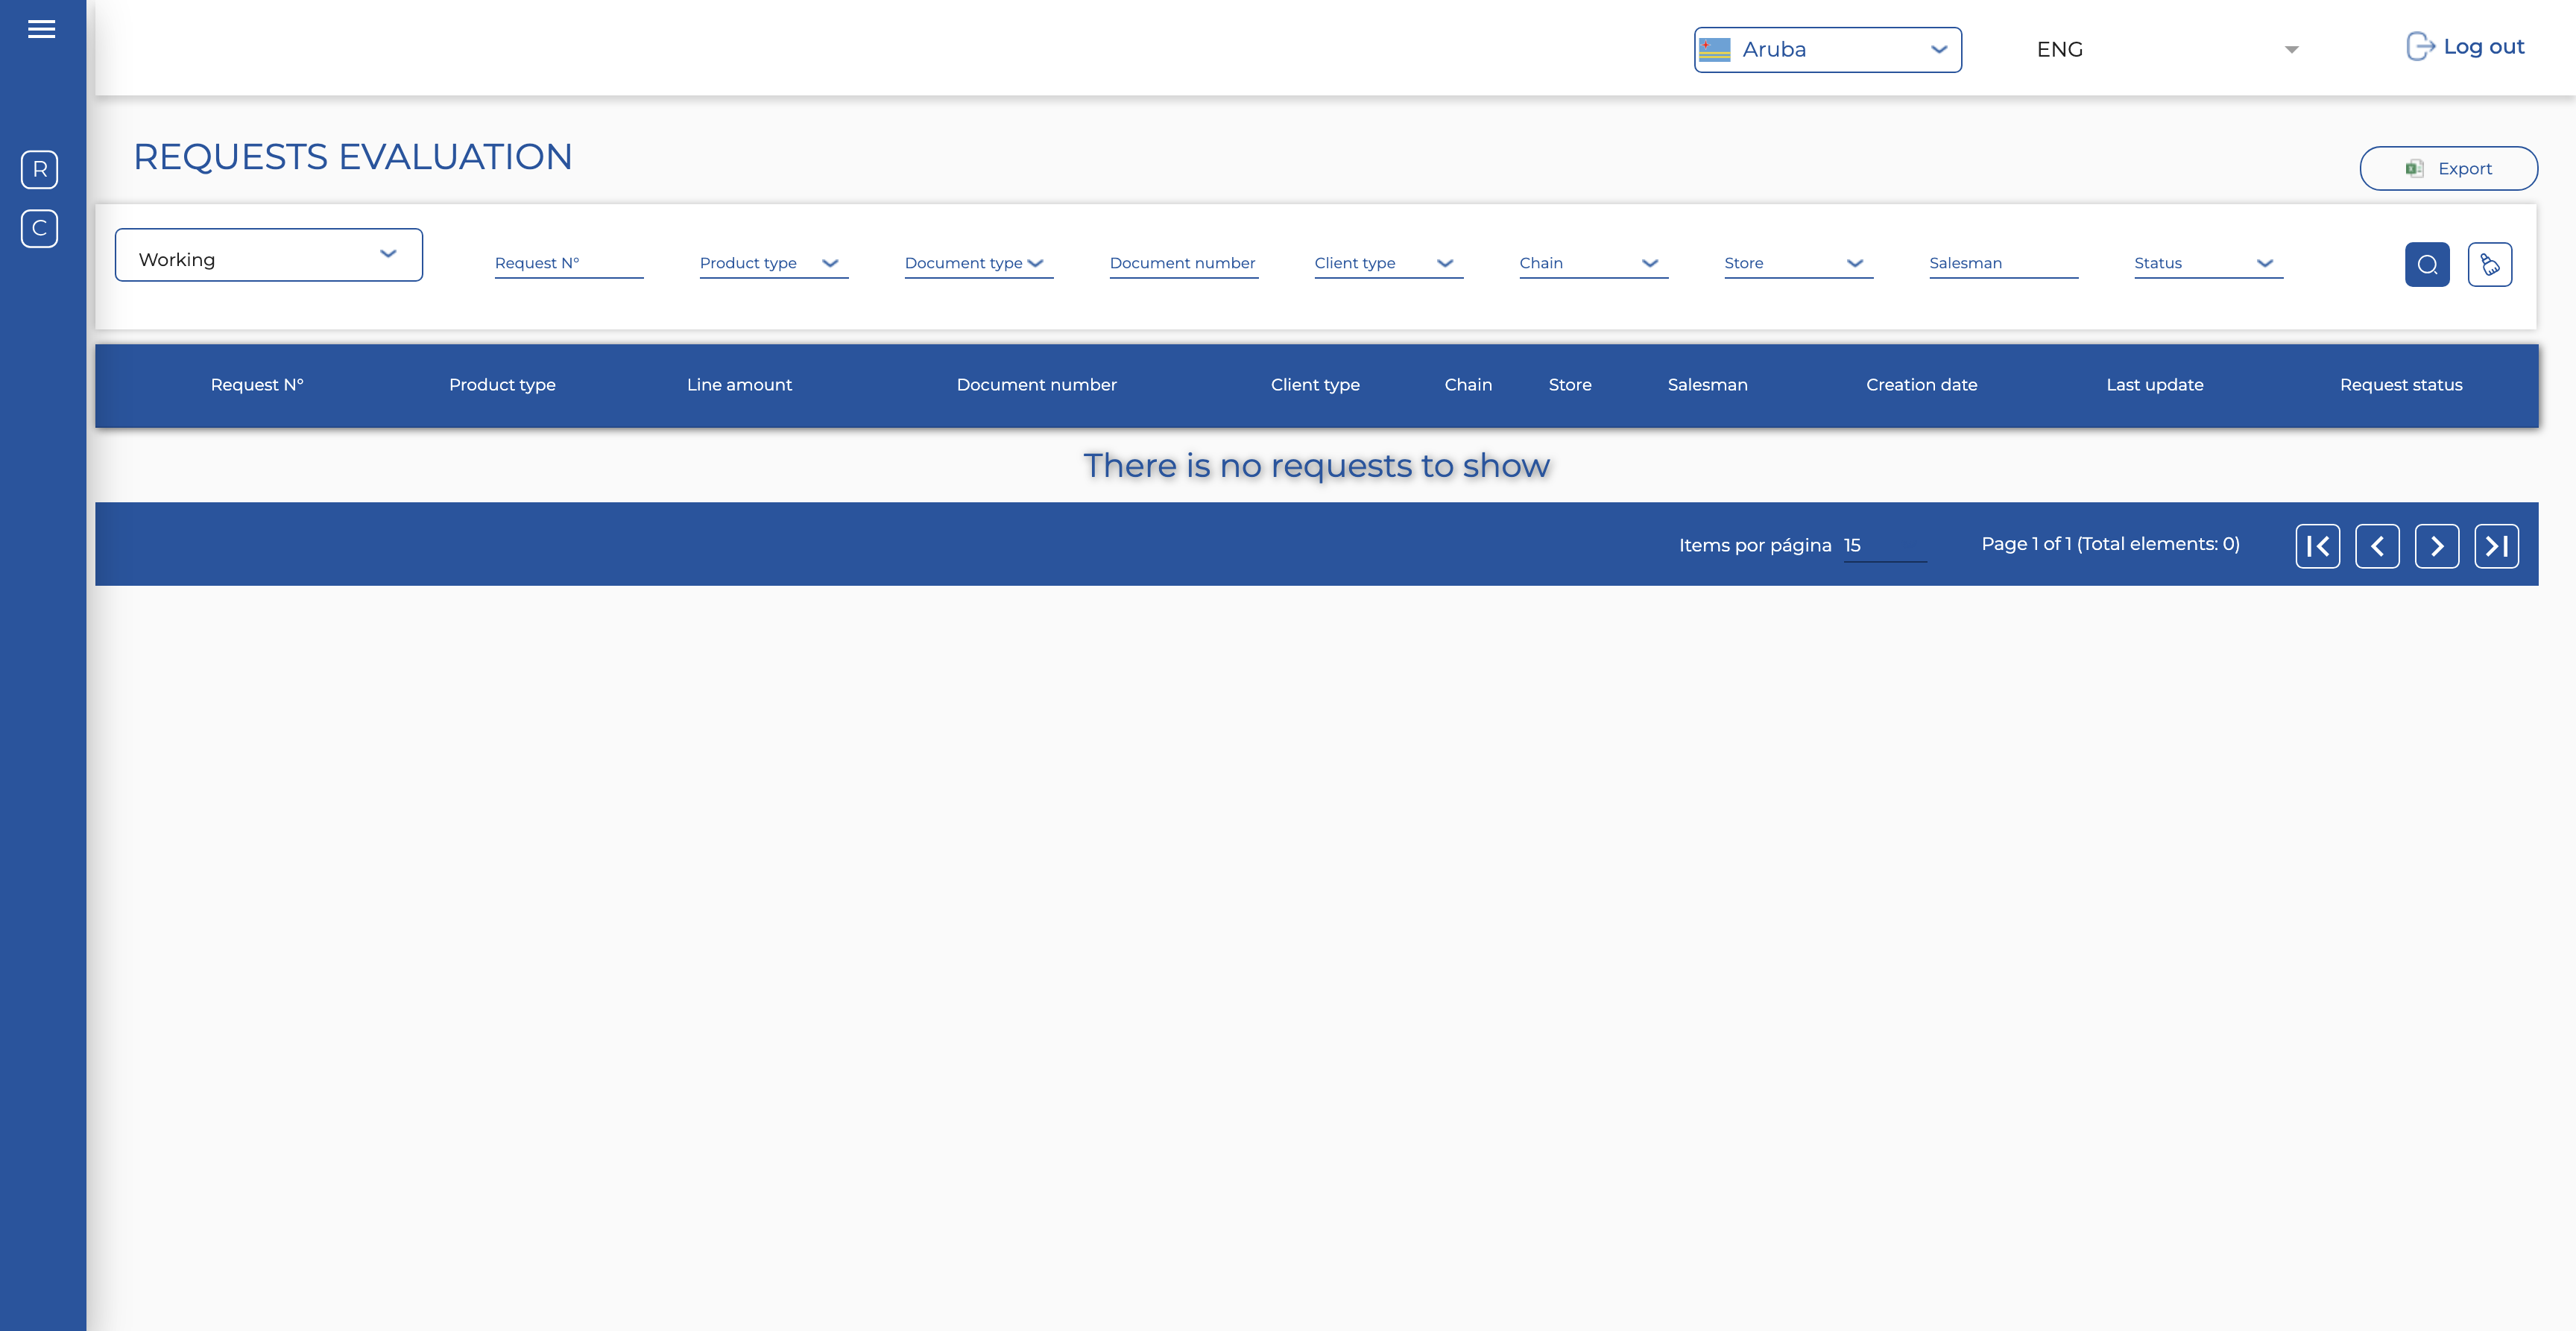 Aruba ENG Log out
R
C
REQUESTS EVALUATION
Export
Working Request N° Product type Document type Document number Client type Chain Store Salesman Status
Request N° Product type Line amount Document number Client type Chain Store Salesman Creation date Last update Request status
There is no requests to show
Items por página 15 Page 1 of 1 (Total elements: 0)